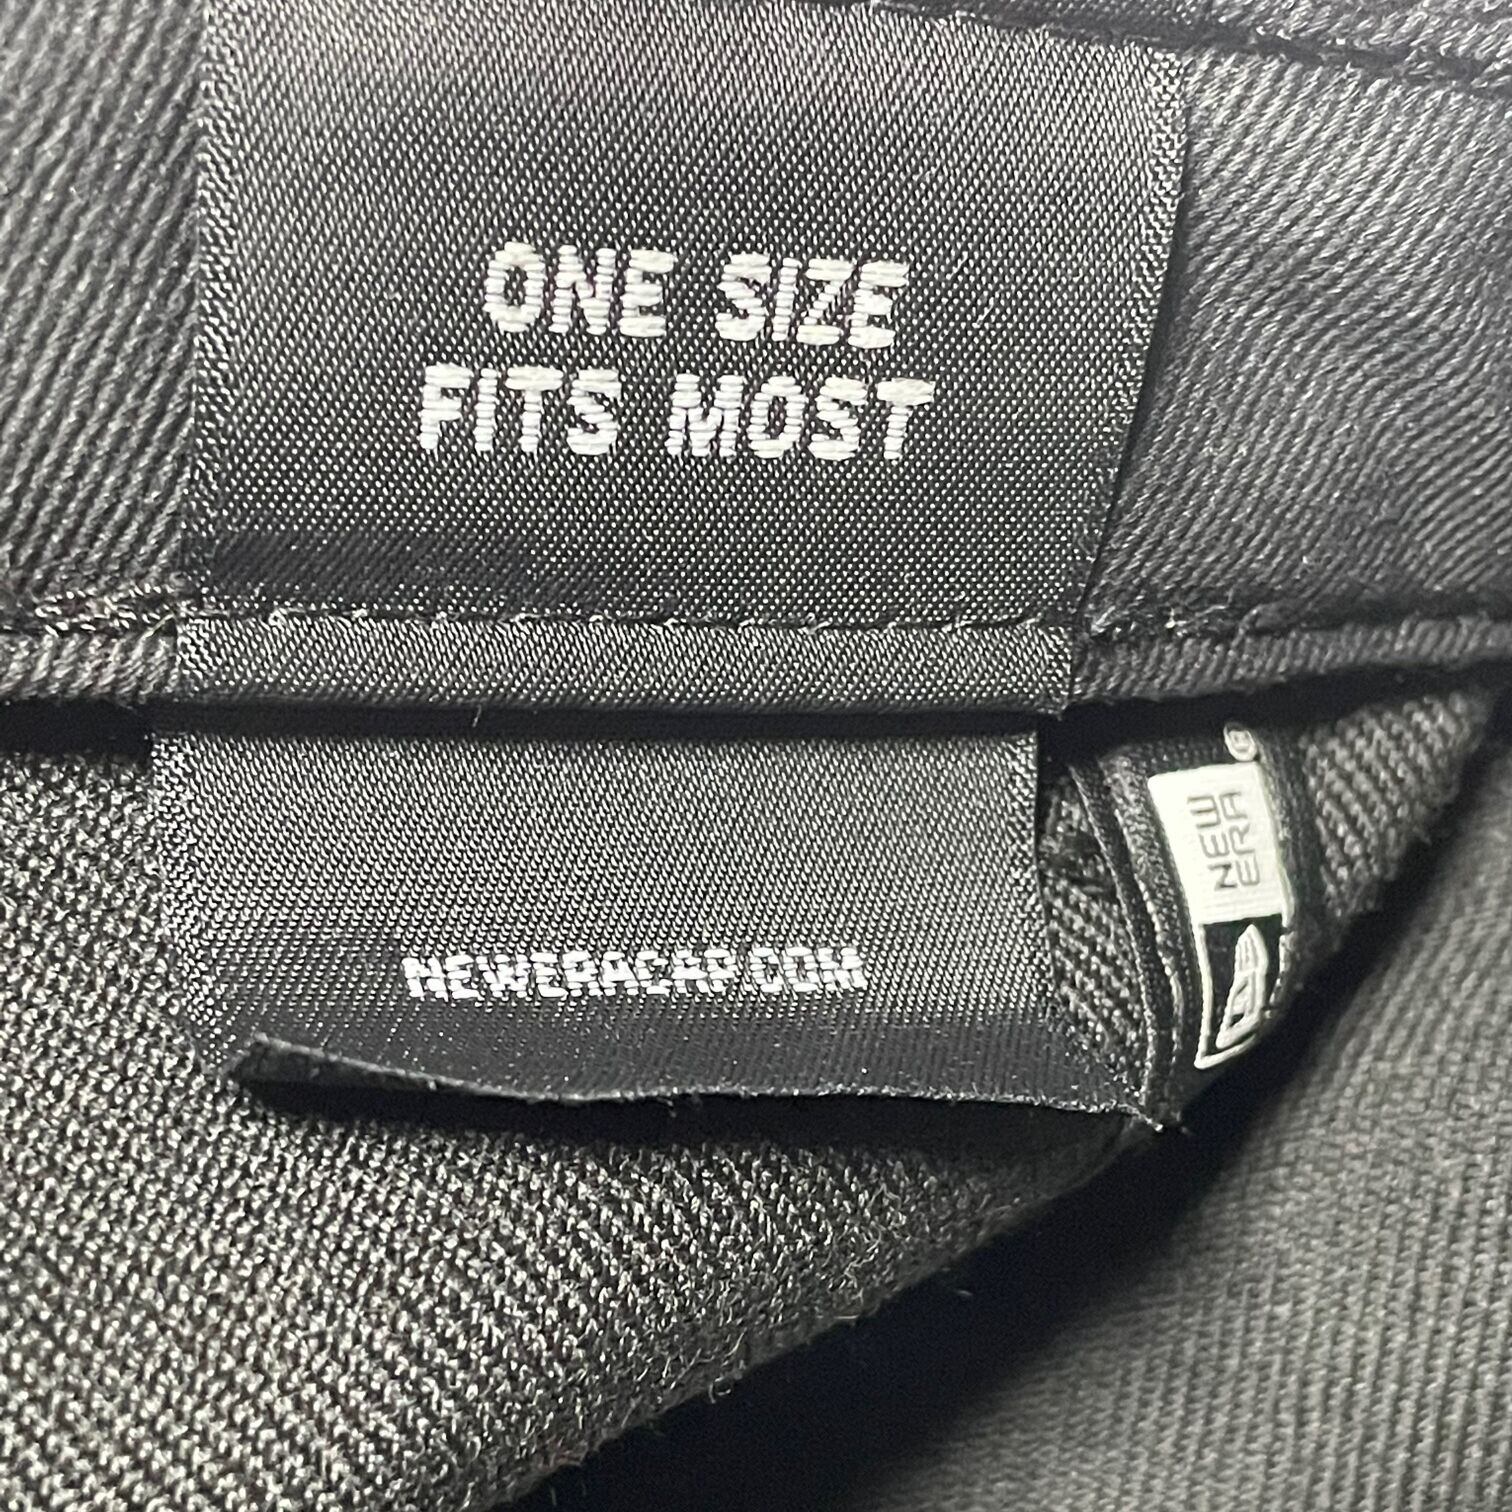 ONE SIZE
FITS MOST
NEWERACAP.COM
NEW
ERA
®